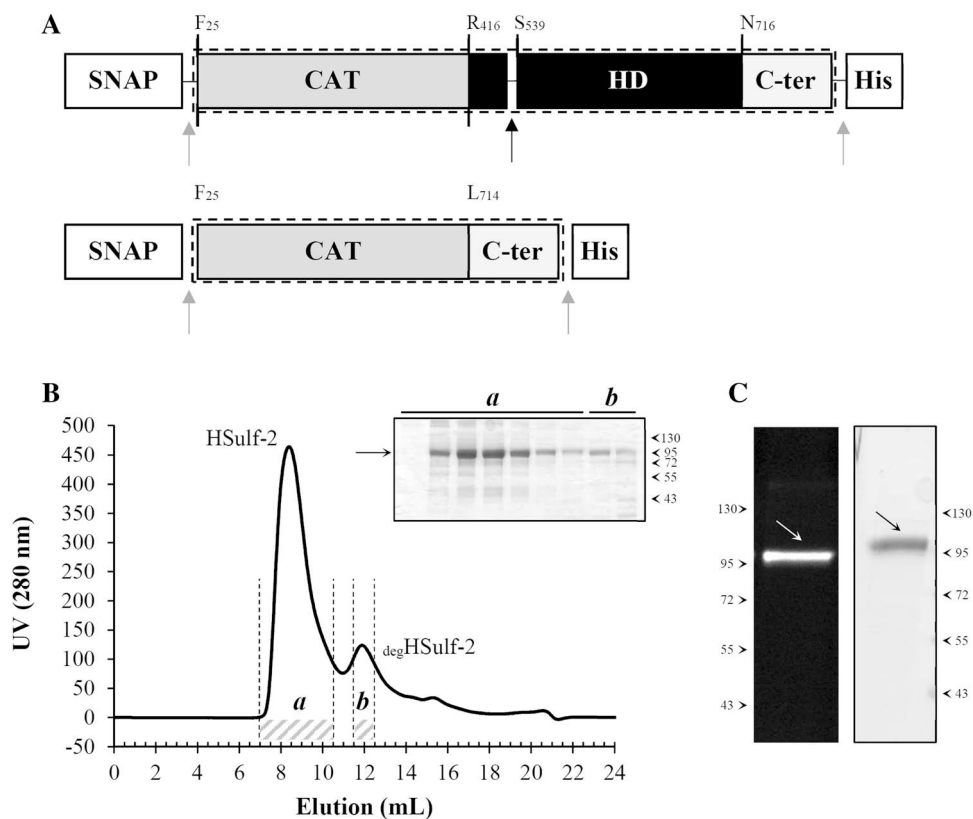 A
F25 R416 S539 N716
SNAP CAT HD C-ter His
F25 L714
SNAP CAT C-ter His
B
a b
130
95
72
55
43
HSulf-2
degHSulf-2
a b
UV (280 nm)
500
450
400
350
300
250
200
150
100
50
0
-50
0 2 4 6 8 10 12 14 16 18 20 22 24
Elution (mL)
C
130
95
72
55
43
130
95
72
55
43